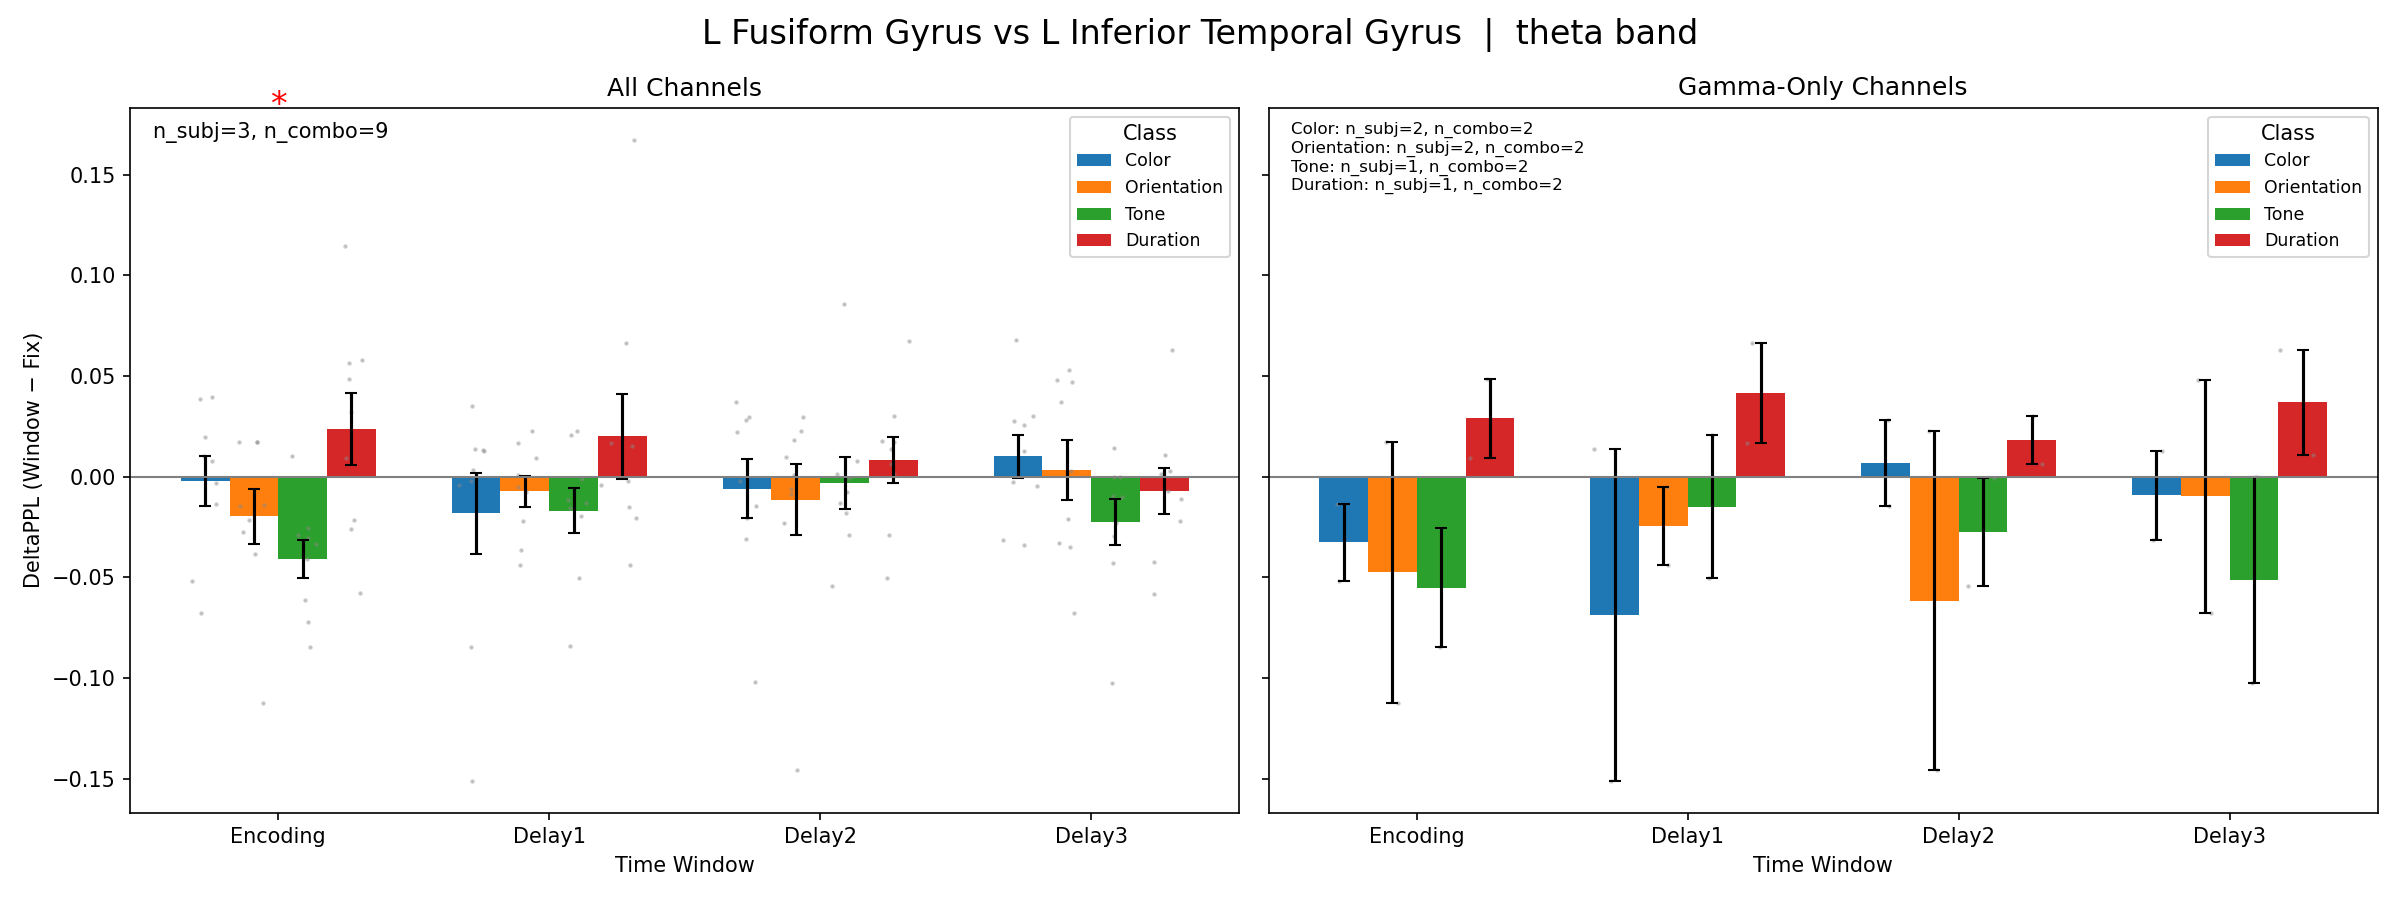 L Fusiform Gyrus vs L Inferior Temporal Gyrus | theta band
All Channels
*
n_subj=3, n_combo=9
Class
Color
Orientation
Tone
Duration
0.15
0.10
0.05
0.00
−0.05
−0.10
−0.15
DeltaPPL (Window − Fix)
Encoding
Delay1
Delay2
Delay3
Time Window
Gamma-Only Channels
Color: n_subj=2, n_combo=2
Orientation: n_subj=2, n_combo=2
Tone: n_subj=1, n_combo=2
Duration: n_subj=1, n_combo=2
Class
Color
Orientation
Tone
Duration
Encoding
Delay1
Delay2
Delay3
Time Window